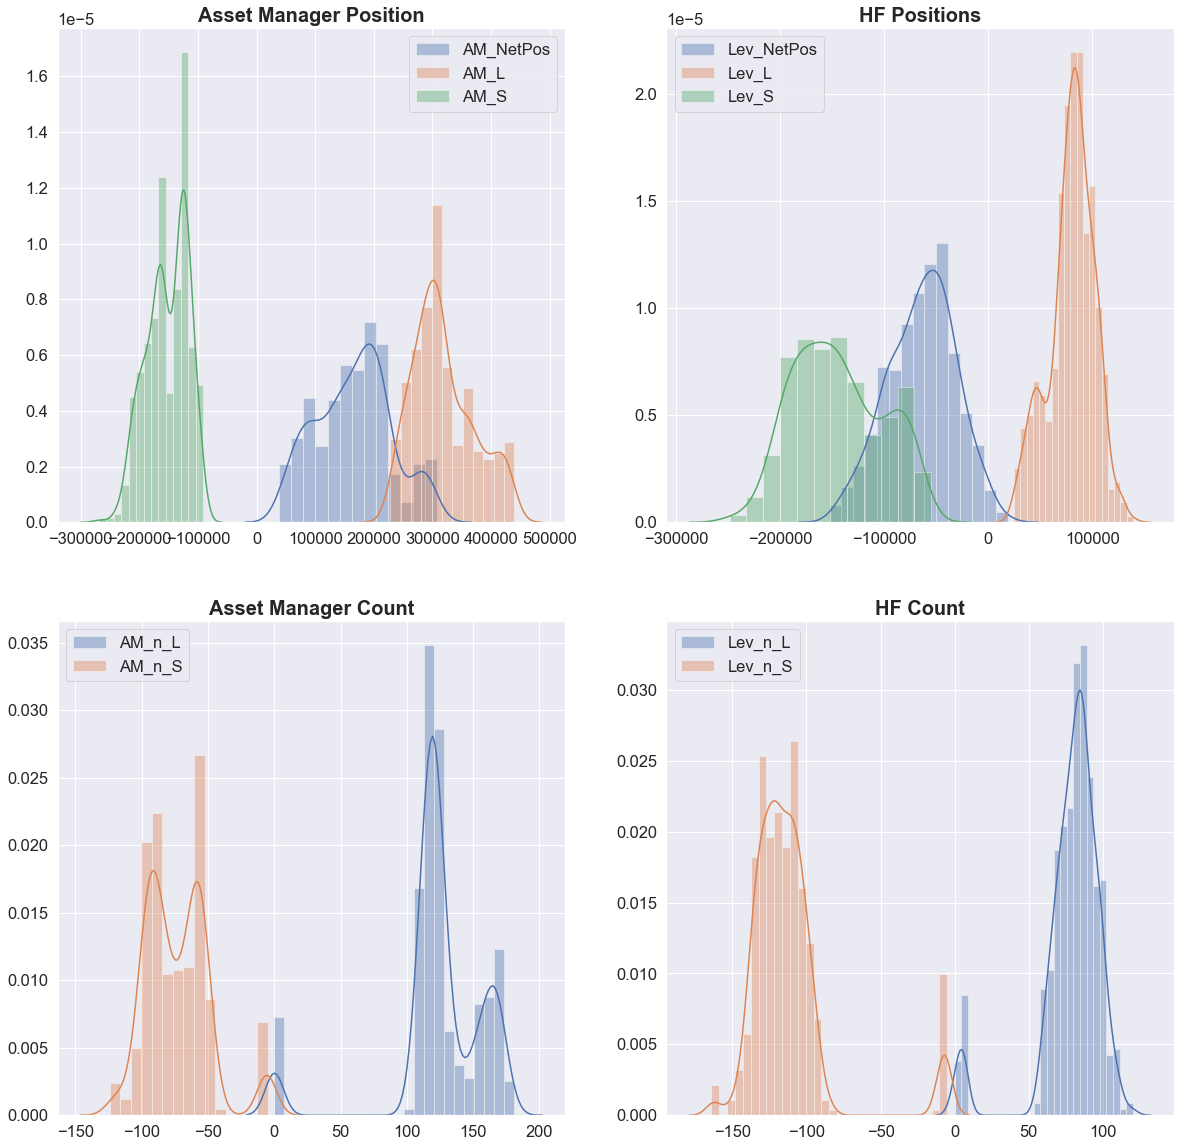 Asset Manager Position
1e−5
AM_NetPos
AM_L
AM_S
1.6
1.4
1.2
1.0
0.8
0.6
0.4
0.2
0.0
−300000 −200000 −100000 0 100000 200000 300000 400000 500000
HF Positions
1e−5
Lev_NetPos
Lev_L
Lev_S
2.0
1.5
1.0
0.5
0.0
−300000 −200000 −100000 0 100000
Asset Manager Count
AM_n_L
AM_n_S
0.035
0.030
0.025
0.020
0.015
0.010
0.005
0.000
−150 −100 −50 0 50 100 150 200
HF Count
Lev_n_L
Lev_n_S
0.030
0.025
0.020
0.015
0.010
0.005
0.000
−150 −100 −50 0 50 100